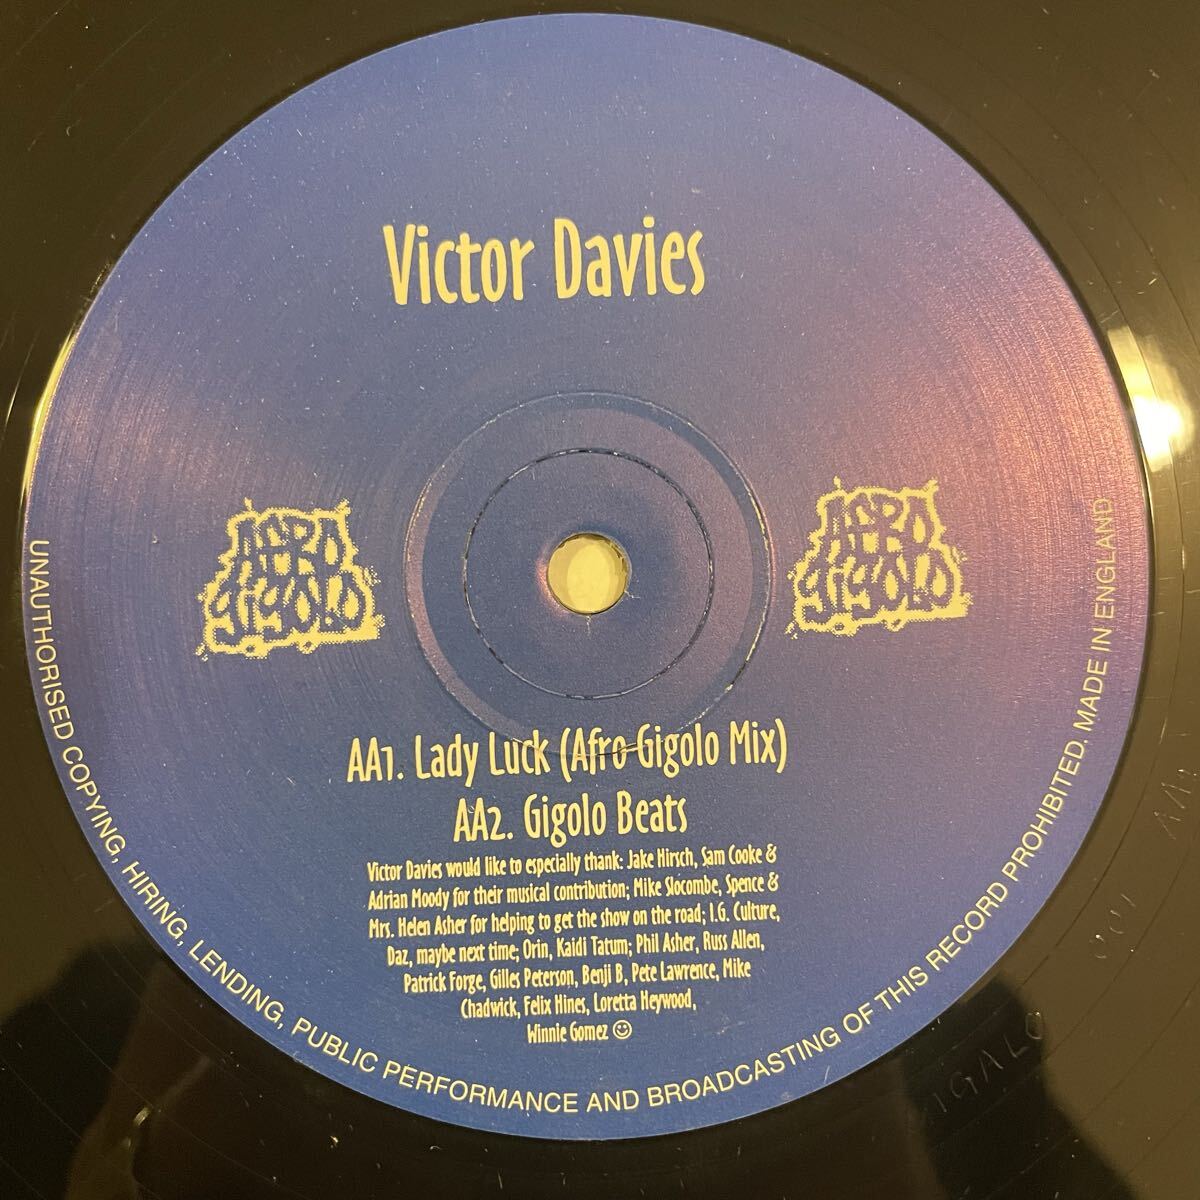 Victor Davies
AFRO
gigolo
AFRO
gigolo
AA1. Lady Luck (Afro Gigolo Mix)
AA2. Gigolo Beats
Victor Davies would like to especially thank: Jake Hirsch, Sam Cooke &
Adrian Moody for their musical contribution; Mike Slocombe, Spence &
Mrs. Helen Asher for helping to get the show on the road; I.G. Culture,
Daz, maybe next time; Orin, Kaidi Tatum; Phil Asher, Russ Allen,
Patrick Forge, Gilles Peterson, Benji B, Pete Lawrence, Mike
Chadwick, Felix Hines, Loretta Heywood,
Winnie Gomez ☺
UNAUTHORISED COPYING, HIRING, LENDING, PUBLIC PERFORMANCE AND BROADCASTING OF THIS RECORD PROHIBITED. MADE IN ENGLAND